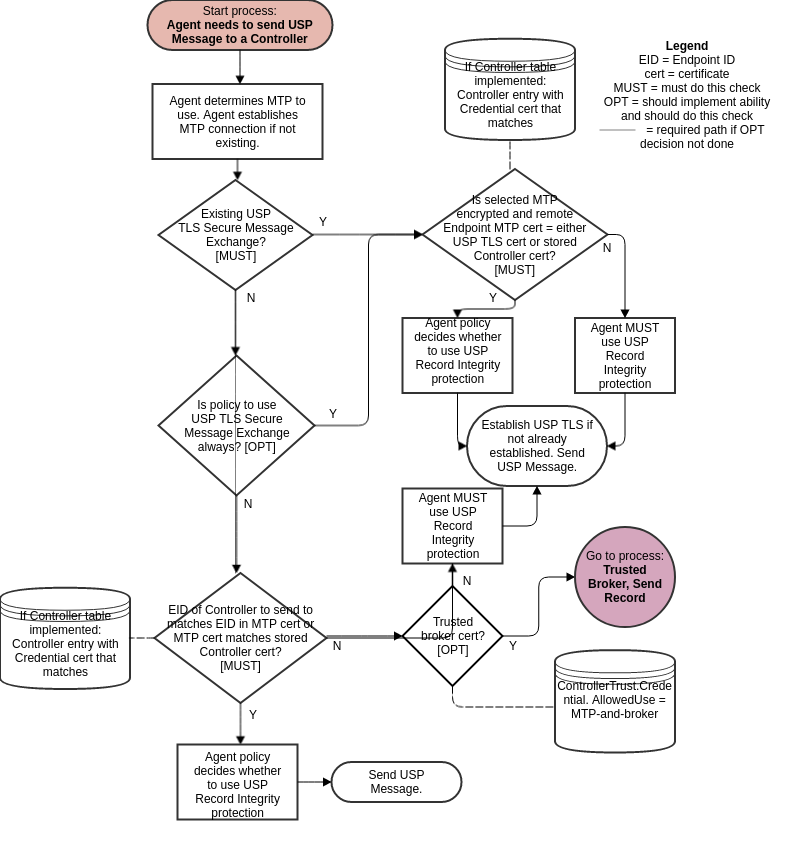 Start process:
Agent needs to send USP
Message to a Controller
Agent determines MTP to
use. Agent establishes
MTP connection if not
existing.
Existing USP
TLS Secure Message
Exchange?
[MUST]
Y
N
If Controller table
implemented:
Controller entry with
Credential cert that
matches
Legend
EID = Endpoint ID
cert = certificate
MUST = must do this check
OPT = should implement ability
and should do this check
= required path if OPT
decision not done
Is selected MTP
encrypted and remote
Endpoint MTP cert = either
USP TLS cert or stored
Controller cert?
[MUST]
N
Y
Agent policy
decides whether
to use USP
Record Integrity
protection
Agent MUST
use USP
Record
Integrity
protection
Is policy to use
USP TLS Secure
Message Exchange
always? [OPT]
Y
N
Establish USP TLS if
not already
established. Send
USP Message.
Agent MUST
use USP
Record
Integrity
protection
Go to process:
Trusted
Broker, Send
Record
N
If Controller table
implemented:
Controller entry with
Credential cert that
matches
EID of Controller to send to
matches EID in MTP cert or
MTP cert matches stored
Controller cert?
[MUST]
N
Y
Trusted
broker cert?
[OPT]
Y
ControllerTrust.Crede
ntial. AllowedUse =
MTP-and-broker
Agent policy
decides whether
to use USP
Record Integrity
protection
Send USP
Message.